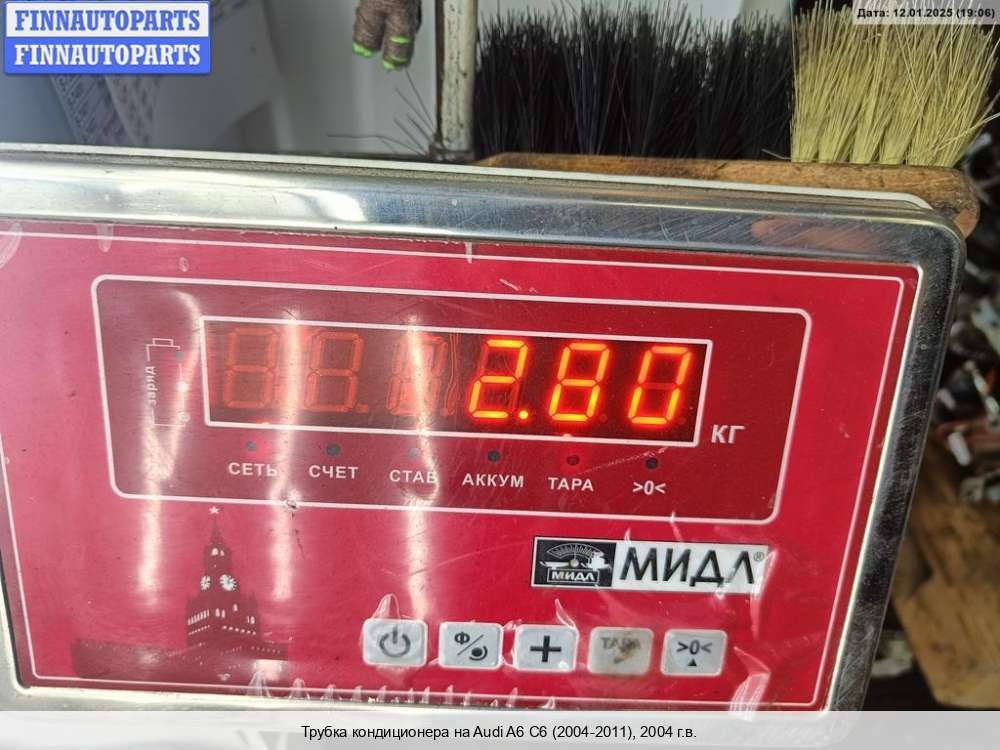 FINNAUTOPARTS
FINNAUTOPARTS
Дата: 12.01.2025 (19:06)
заряд
2.80
КГ
СЕТЬ СЧЕТ СТАБ АККУМ ТАРА >0<
МИДЛ МИДЛ®
Ф/ + ТАРА >0<
Трубка кондиционера на Audi A6 C6 (2004-2011), 2004 г.в.